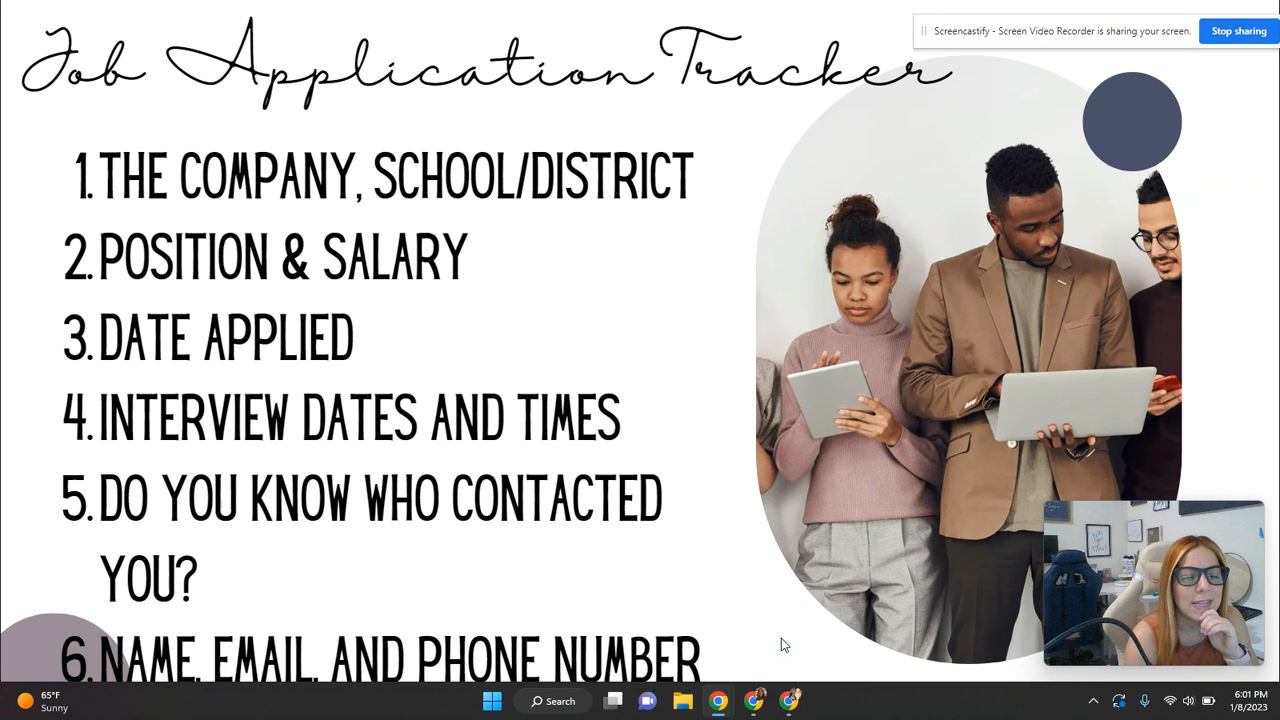 Job Application Tracker
Screencastify - Screen Video Recorder is sharing your screen.
Stop sharing
1. THE COMPANY, SCHOOL/DISTRICT
2. POSITION & SALARY
3. DATE APPLIED
4. INTERVIEW DATES AND TIMES
5. DO YOU KNOW WHO CONTACTED
YOU?
6. NAME, EMAIL, AND PHONE NUMBER
65°F
Sunny
Search
6:01 PM
1/8/2023